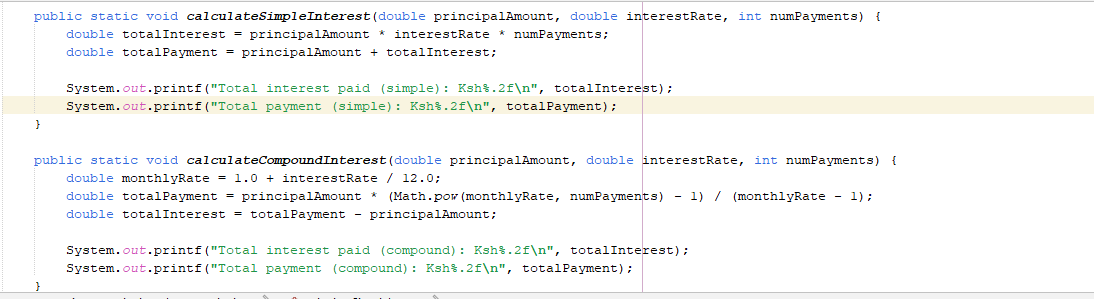 public static void calculateSimpleInterest(double principalAmount, double interestRate, int numPayments) {
double totalInterest = principalAmount * interestRate * numPayments;
double totalPayment = principalAmount + totalInterest;
System.out.printf("Total interest paid (simple): Ksh%.2f\n", totalInterest);
System.out.printf("Total payment (simple): Ksh%.2f\n", totalPayment);
}
public static void calculateCompoundInterest(double principalAmount, double interestRate, int numPayments) {
double monthlyRate = 1.0 + interestRate / 12.0;
double totalPayment = principalAmount * (Math.pow(monthlyRate, numPayments) - 1) / (monthlyRate - 1);
double totalInterest = totalPayment - principalAmount;
System.out.printf("Total interest paid (compound): Ksh%.2f\n", totalInterest);
System.out.printf("Total payment (compound): Ksh%.2f\n", totalPayment);
}